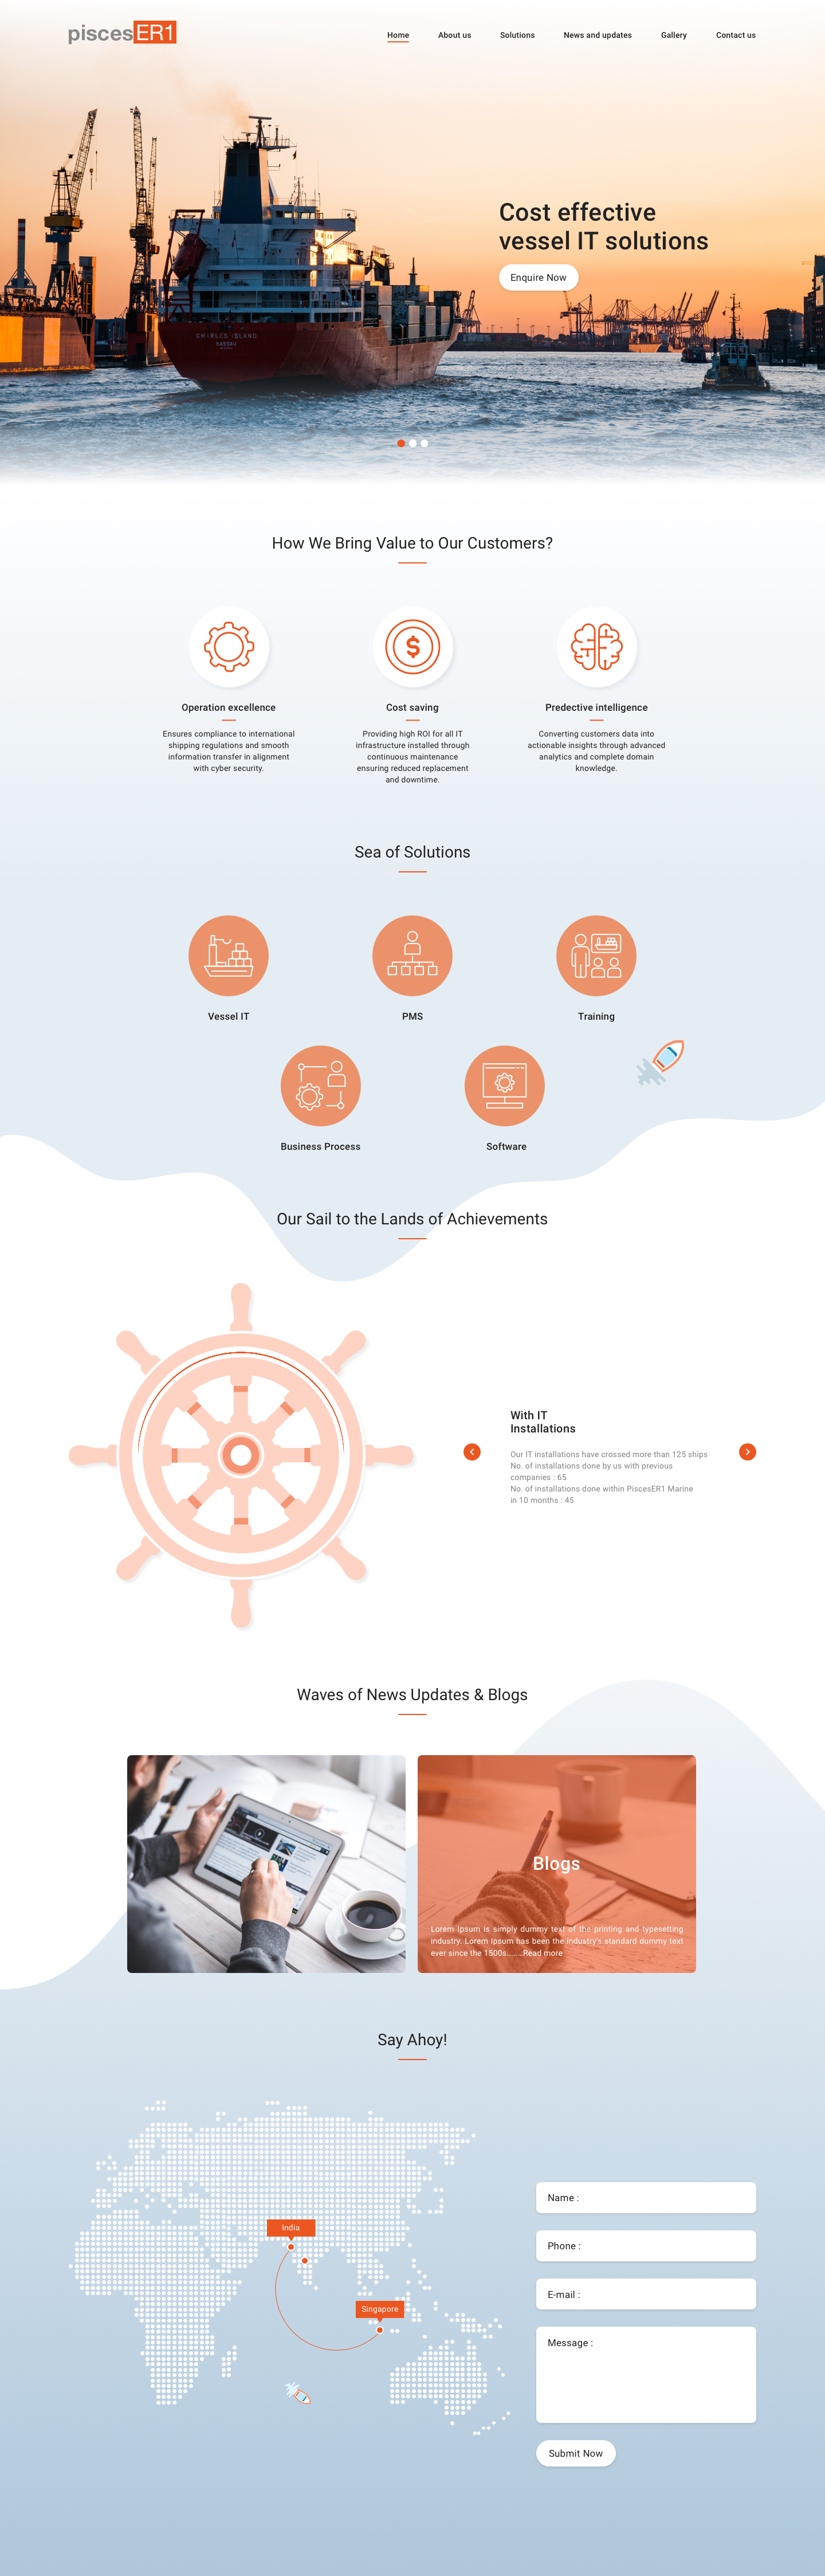 piscesER1
Home
About us
Solutions
News and updates
Gallery
Contact us
Cost effective
vessel IT solutions
Enquire Now
CHARLES ISLAND
NASSAU
How We Bring Value to Our Customers?
Operation excellence
Ensures compliance to international
shipping regulations and smooth
information transfer in alignment
with cyber security.
Cost saving
Providing high ROI for all IT
infrastructure installed through
continuous maintenance
ensuring reduced replacement
and downtime.
Predective intelligence
Converting customers data into
actionable insights through advanced
analytics and complete domain
knowledge.
Sea of Solutions
Vessel IT
PMS
Training
Business Process
Software
Our Sail to the Lands of Achievements
With IT
Installations
Our IT installations have crossed more than 125 ships
No. of installations done by us with previous
companies : 65
No. of installations done within PiscesER1 Marine
in 10 months : 45
Waves of News Updates & Blogs
Blogs
Lorem Ipsum is simply dummy text of the printing and typesetting
industry. Lorem Ipsum has been the industry's standard dummy text
ever since the 1500s........Read more
Say Ahoy!
India
Singapore
Name :
Phone :
E-mail :
Message :
Submit Now